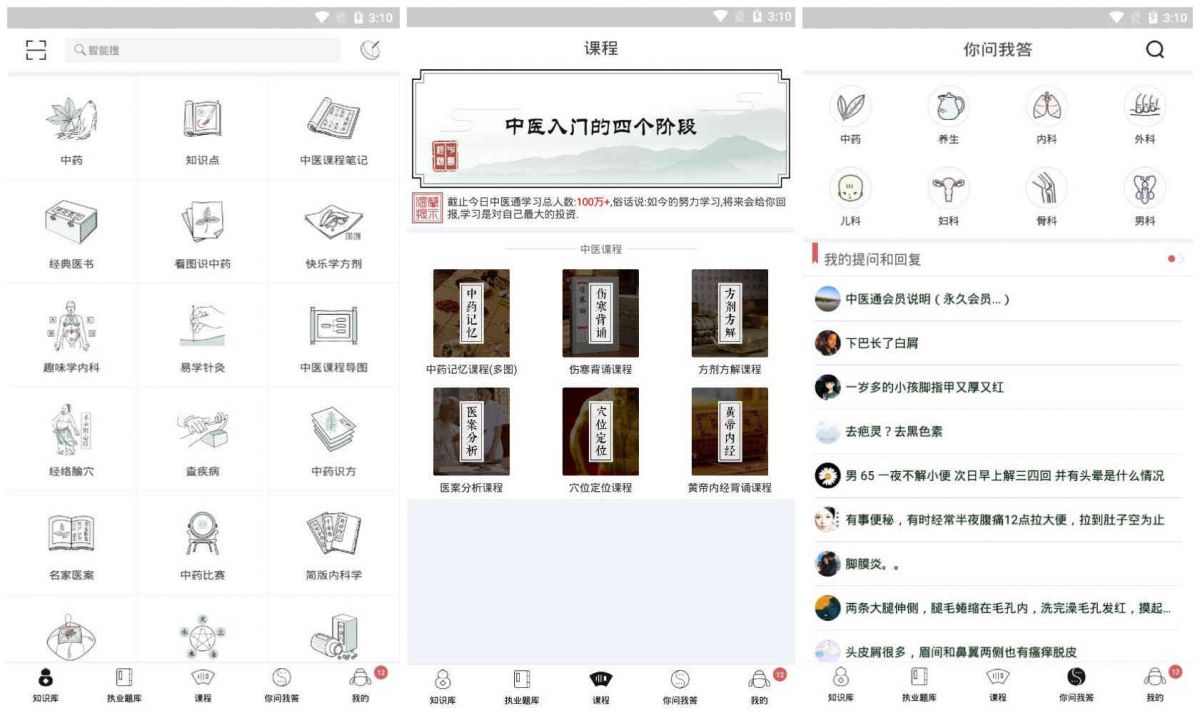 3:10
智能搜
中药
知识点
中医课程笔记
经典医书
看图识中药
快乐学方剂
趣味学内科
易学针灸
中医课程导图
经络腧穴
查疾病
中药识方
名家医案
中药比赛
简版内科学
知识库
执业题库
课程
你问我答
我的
12
3:10
课程
中医入门的四个阶段
截止今日中医通学习总人数:100万+,俗话说:如今的努力学习,将来会给你回
报,学习是对自己最大的投资.
中医课程
中药记忆
伤寒背诵
方剂方解
中药记忆课程(多图)
伤寒背诵课程
方剂方解课程
医案分析
穴位定位
黄帝内经
医案分析课程
穴位定位课程
黄帝内经背诵课程
知识库
执业题库
课程
你问我答
我的
12
3:10
你问我答
中药
养生
内科
外科
儿科
妇科
骨科
男科
我的提问和回复
中医通会员说明（永久会员...）
下巴长了白屑
一岁多的小孩脚指甲又厚又红
去疤灵？去黑色素
男 65 一夜不解小便 次日早上解三四回 并有头晕是什么情况
有事便秘，有时经常半夜腹痛12点拉大便，拉到肚子空为止
脚膜炎。。
两条大腿伸侧，腿毛蜷缩在毛孔内，洗完澡毛孔发红，摸起...
头皮屑很多，眉间和鼻翼两侧也有瘙痒脱皮
知识库
执业题库
课程
你问我答
我的
12